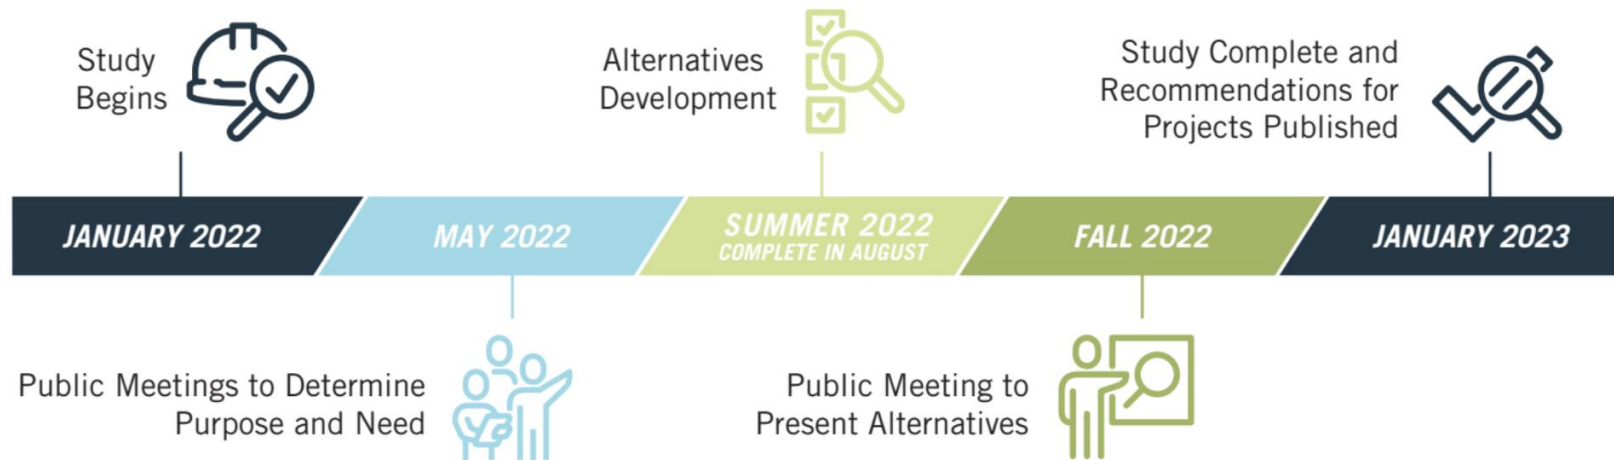 Study
Begins
Alternatives
Development
Study Complete and
Recommendations for
Projects Published
JANUARY 2022
MAY 2022
SUMMER 2022
COMPLETE IN AUGUST
FALL 2022
JANUARY 2023
Public Meetings to Determine
Purpose and Need
Public Meeting to
Present Alternatives